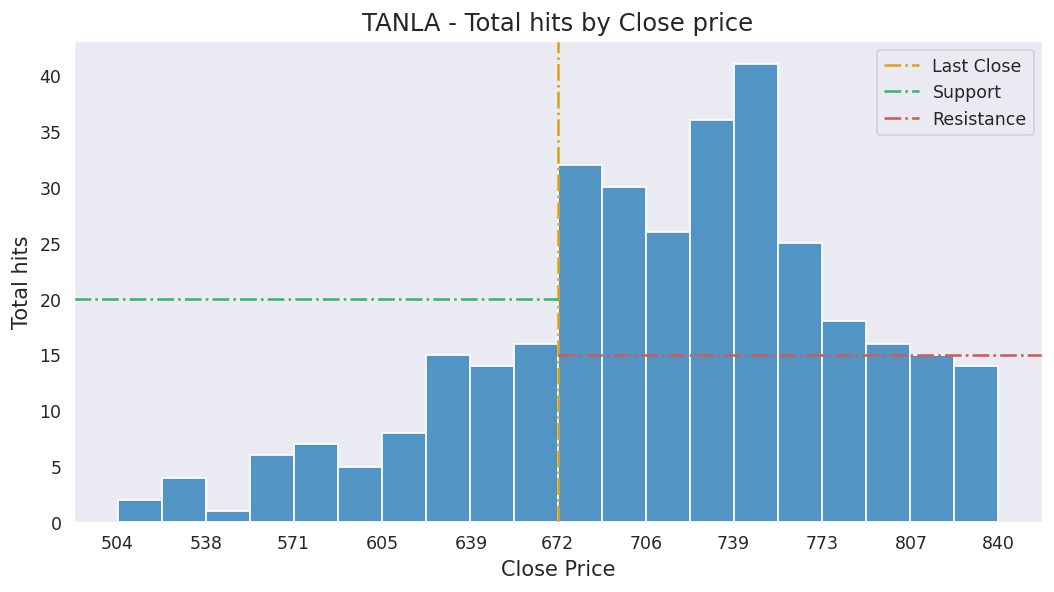 TANLA - Total hits by Close price
Last Close
Support
Resistance
Total hits
40
35
30
25
20
15
10
5
0
504 538 571 605 639 672 706 739 773 807 840
Close Price